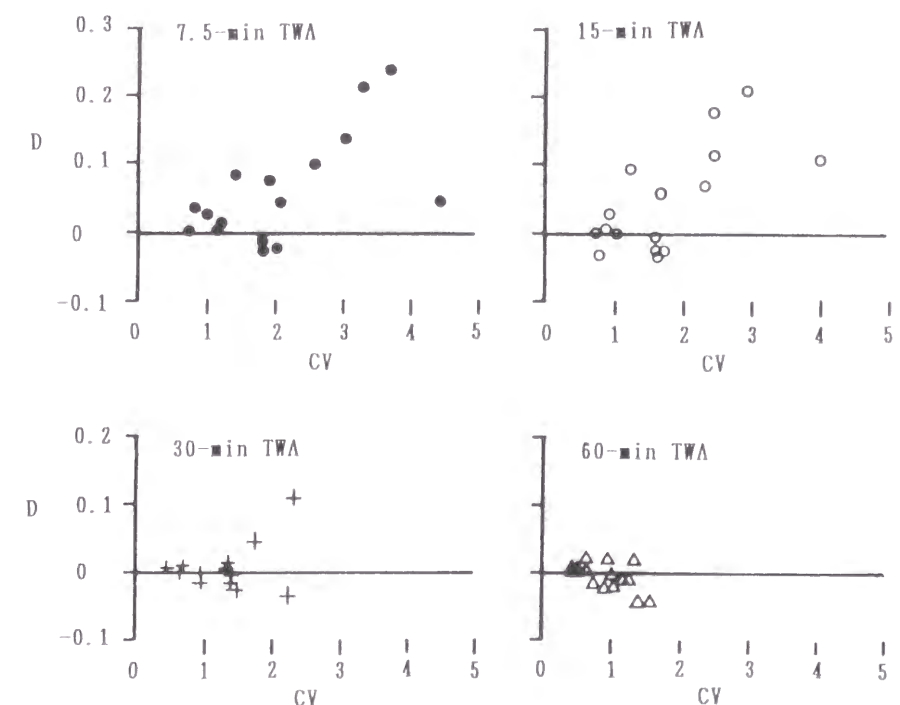 7.5-min TWA
0.3
0.2
D
0.1
0
-0.1
0 1 2 3 4 5
CV
15-min TWA
0 1 2 3 4 5
CV
30-min TWA
0.2
0.1
D
0
-0.1
0 1 2 3 4 5
CV
60-min TWA
0 1 2 3 4 5
CV